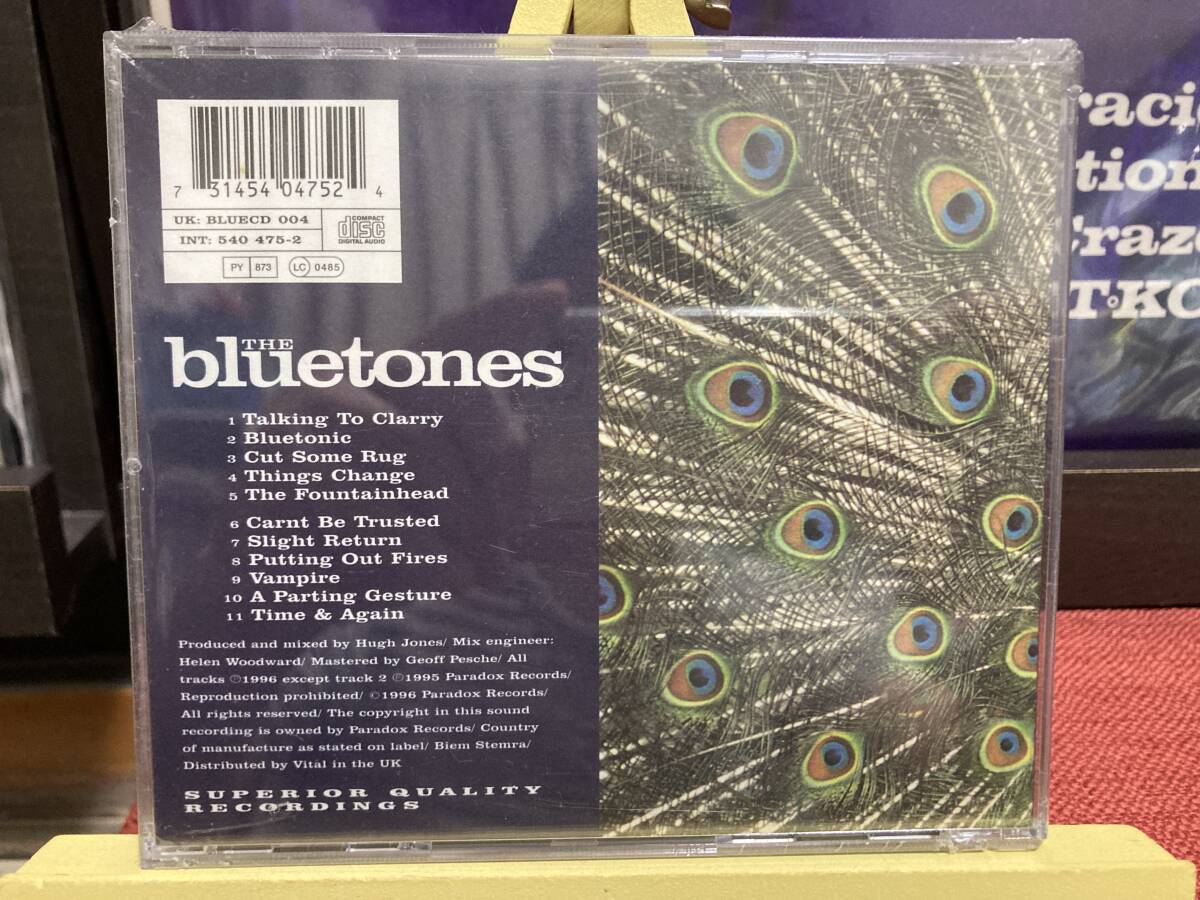 7 31454 04752 4
UK: BLUECD 004
INT: 540 475-2
COMPACT
disc
DIGITAL AUDIO
PY 873 LC 0485
THE
bluetones
1 Talking To Clarry
2 Bluetonic
3 Cut Some Rug
4 Things Change
5 The Fountainhead
6 Carnt Be Trusted
7 Slight Return
8 Putting Out Fires
9 Vampire
10 A Parting Gesture
11 Time & Again
Produced and mixed by Hugh Jones/ Mix engineer:
Helen Woodward/ Mastered by Geoff Pesche/ All
tracks ℗1996 except track 2 ℗1995 Paradox Records/
Reproduction prohibited/ ©1996 Paradox Records/
All rights reserved/ The copyright in this sound
recording is owned by Paradox Records/ Country
of manufacture as stated on label/ Biem Stemra/
Distributed by Vital in the UK
SUPERIOR QUALITY
RECORDINGS
raci
tion
Craz
T•KO